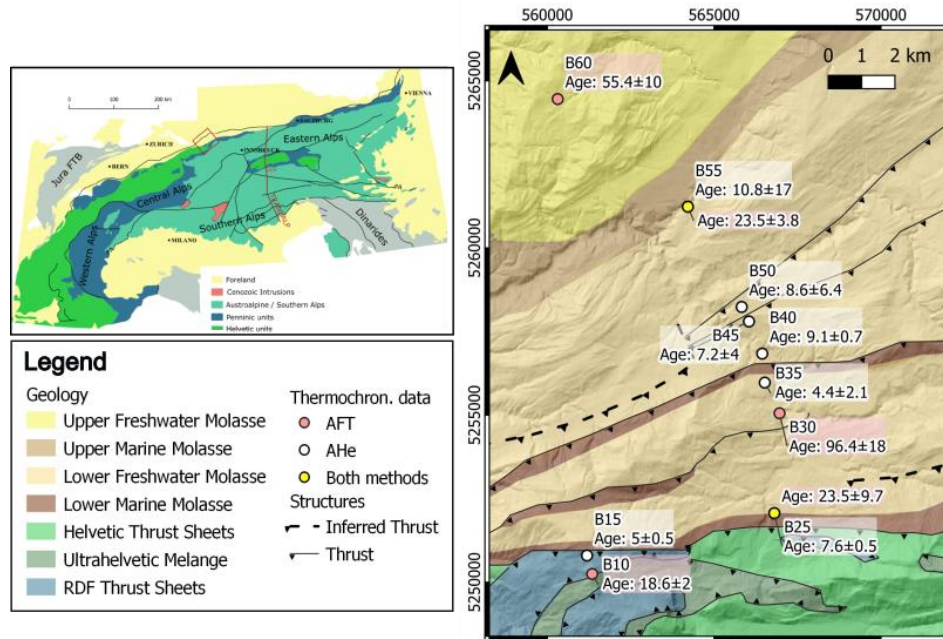 0 100 200 km
VIENNA
SALZBURG
ZURICH
INNSBRUCK
Eastern Alps
Jura FTB
BERN
Central Alps
Southern Alps
Western Alps
MILANO
Dinarides
Foreland
Cenozoic Intrusions
Austroalpine / Southern Alps
Penninic units
Helvetic units
Legend
Geology
Upper Freshwater Molasse
Upper Marine Molasse
Lower Freshwater Molasse
Lower Marine Molasse
Helvetic Thrust Sheets
Ultrahelvetic Melange
RDF Thrust Sheets
Thermochron. data
AFT
AHe
Both methods
Structures
Inferred Thrust
Thrust
560000 565000 570000
5265000
5260000
5255000
5250000
0 1 2 km
B60
Age: 55.4±10
B55
Age: 10.8±17
Age: 23.5±3.8
B50
Age: 8.6±6.4
B40
Age: 9.1±0.7
B45
Age: 7.2±4
B35
Age: 4.4±2.1
B30
Age: 96.4±18
Age: 23.5±9.7
B25
Age: 7.6±0.5
B15
Age: 5±0.5
B10
Age: 18.6±2